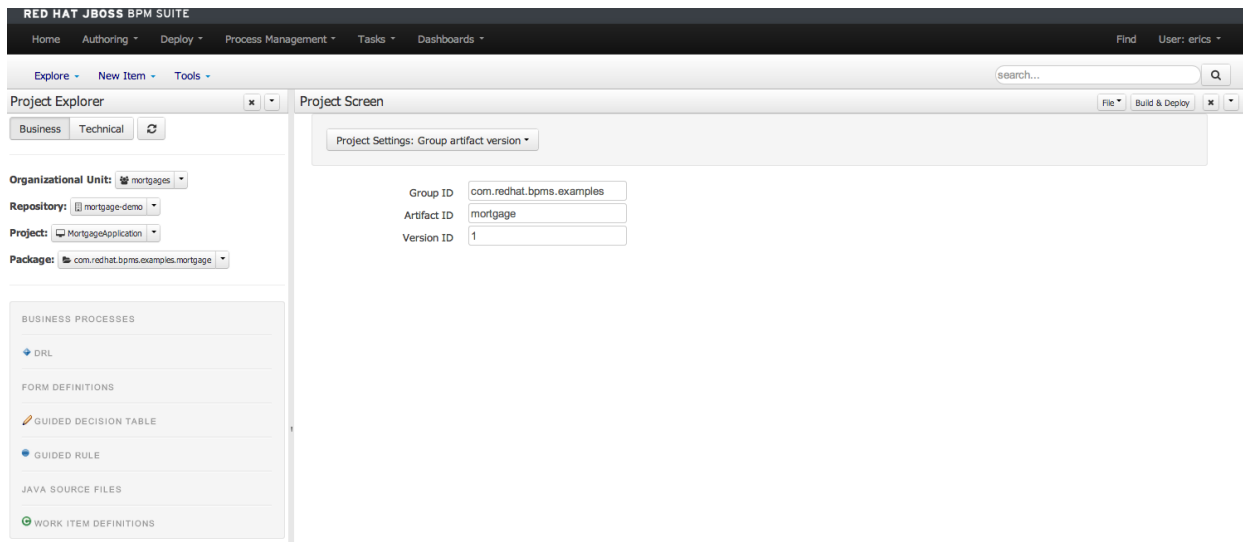 RED HAT JBOSS BPM SUITE
Home Authoring Deploy Process Management Tasks Dashboards Find User: erics
Explore New Item Tools search...
Project Explorer
Business Technical
Organizational Unit: mortgages
Repository: mortgage-demo
Project: MortgageApplication
Package: com.redhat.bpms.examples.mortgage
BUSINESS PROCESSES
DRL
FORM DEFINITIONS
GUIDED DECISION TABLE
GUIDED RULE
JAVA SOURCE FILES
WORK ITEM DEFINITIONS
Project Screen File Build & Deploy
Project Settings: Group artifact version
Group ID com.redhat.bpms.examples
Artifact ID mortgage
Version ID 1